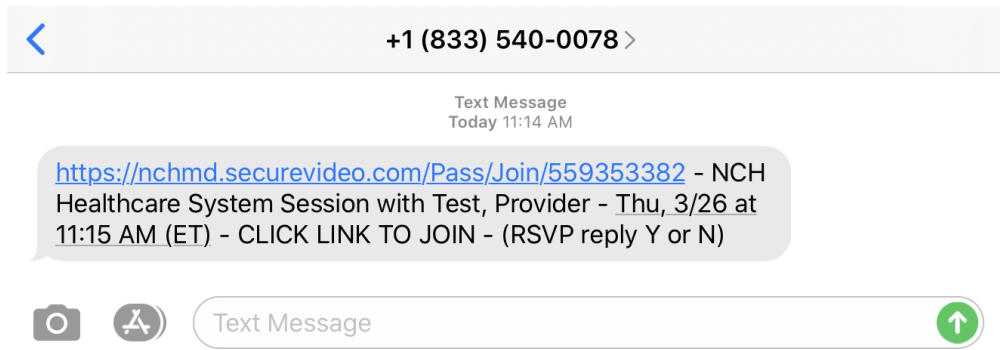 +1 (833) 540-0078
Text Message
Today 11:14 AM
https://nchmd.securevideo.com/Pass/Join/559353382 - NCH
Healthcare System Session with Test, Provider - Thu, 3/26 at
11:15 AM (ET) - CLICK LINK TO JOIN - (RSVP reply Y or N)
Text Message